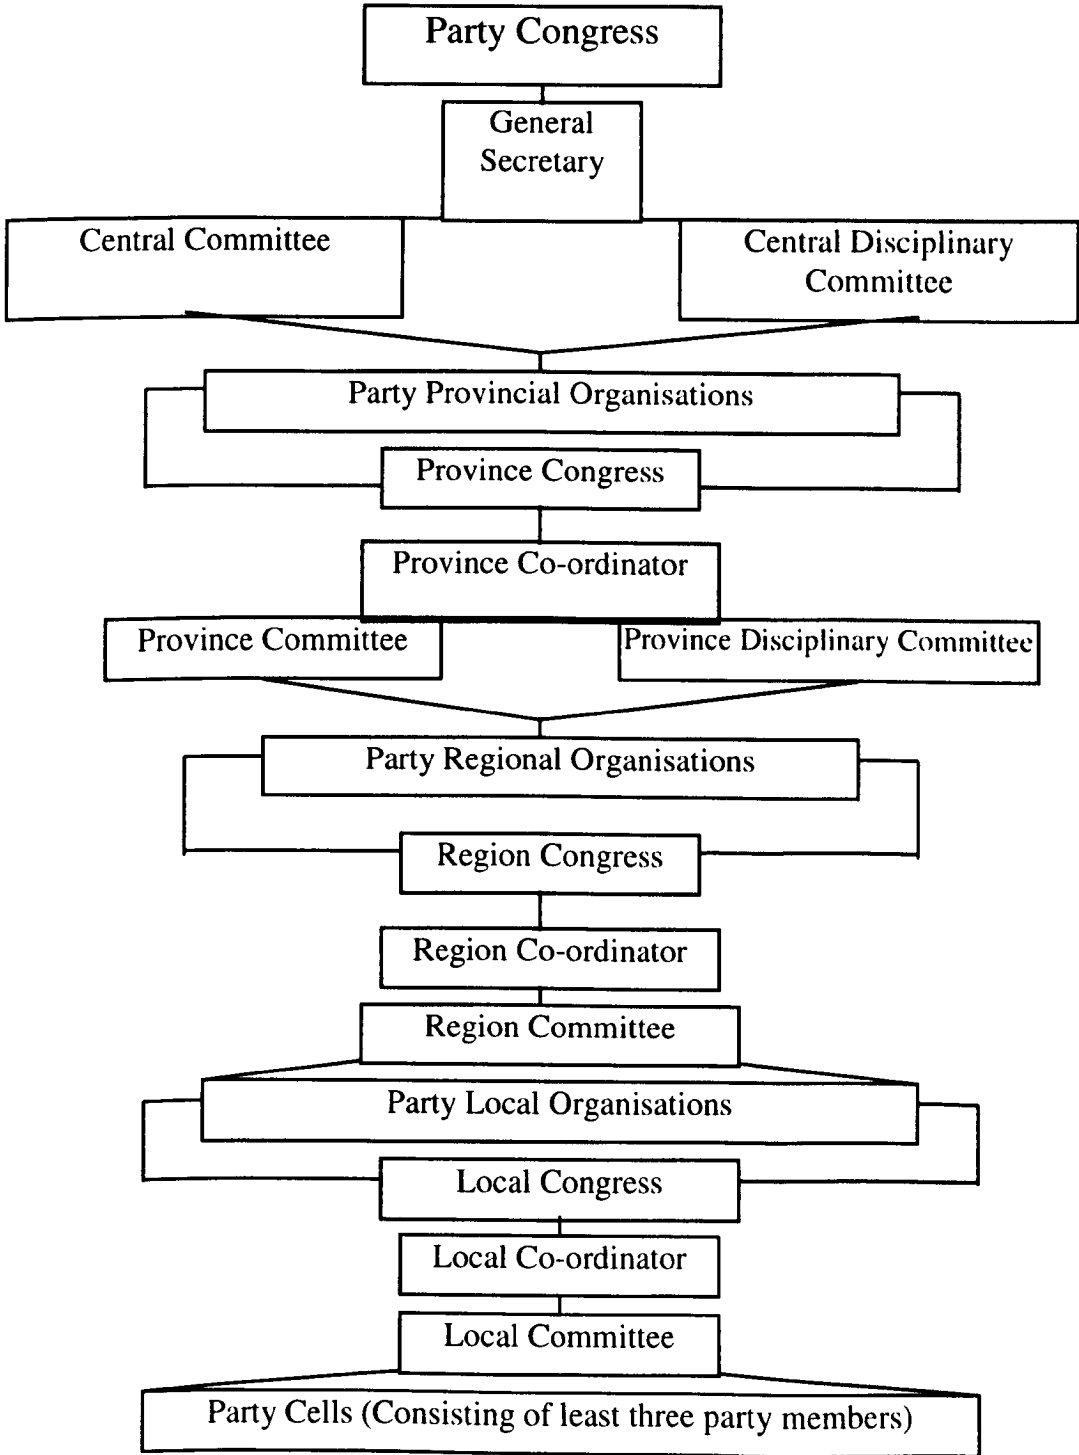 Party Congress
General
Secretary
Central Committee
Central Disciplinary
Committee
Party Provincial Organisations
Province Congress
Province Co-ordinator
Province Committee
Province Disciplinary Committee
Party Regional Organisations
Region Congress
Region Co-ordinator
Region Committee
Party Local Organisations
Local Congress
Local Co-ordinator
Local Committee
Party Cells (Consisting of least three party members)